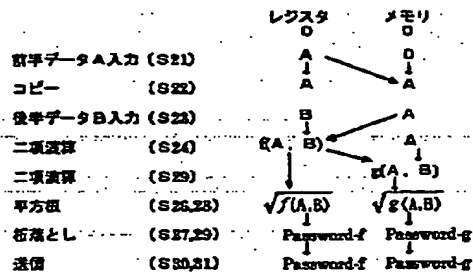 レジスタ メモリ
0 0
前半データA入力 (S21) A D
コピー (S22) A A
後半データB入力 (S23) B A
二項演算 (S24) f(A, B) A
二項演算 (S29) g(A, B)
平方根 (S26,28) √f(A,B) √g(A,B)
桁落とし (S27,29) Password-f Password-g
送信 (S30,31) Password-f Password-g